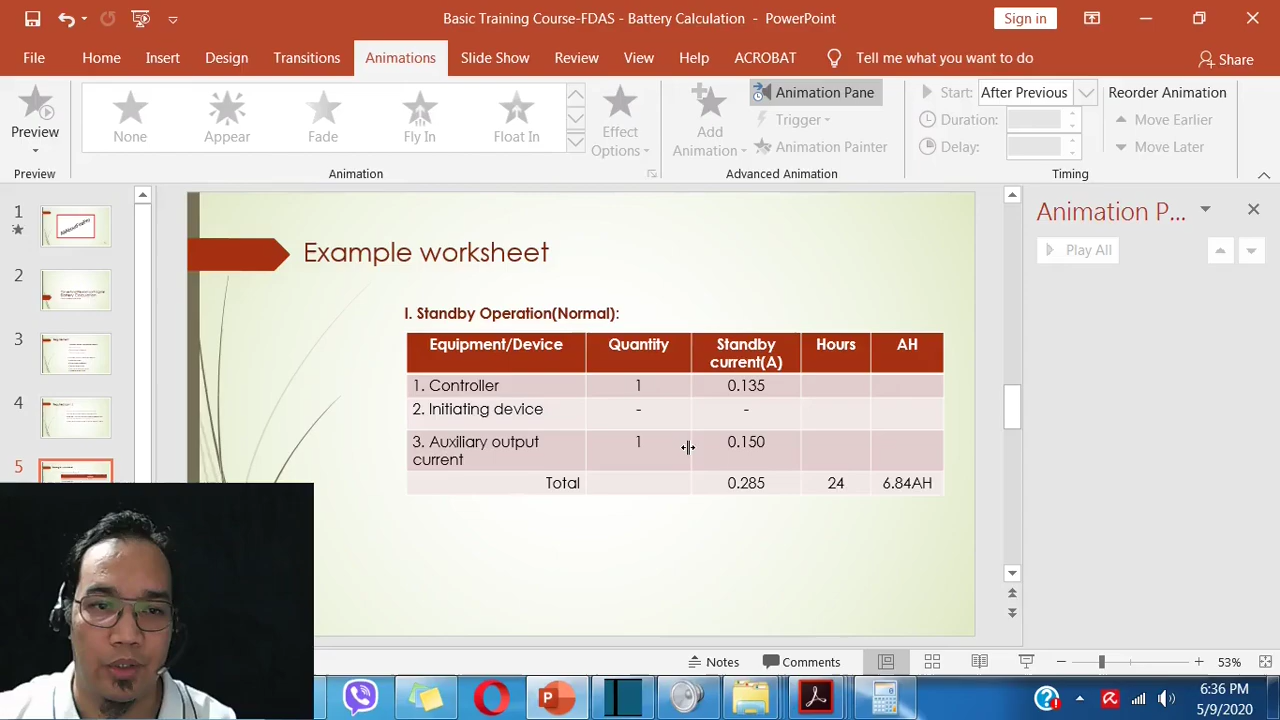 Basic Training Course-FDAS - Battery Calculation - PowerPoint
Sign in
File
Home
Insert
Design
Transitions
Animations
Slide Show
Review
View
Help
ACROBAT
Tell me what you want to do
Share
Preview
None
Appear
Fade
Fly In
Float In
Effect
Options
Add
Animation
Animation Pane
Trigger
Animation Painter
Start:
After Previous
Duration:
Delay:
Reorder Animation
Move Earlier
Move Later
Preview
Animation
Advanced Animation
Timing
1
2
3
4
5
Example worksheet
I. Standby Operation(Normal):
Equipment/Device
Quantity
Standby
current(A)
Hours
AH
1. Controller
1
0.135
2. Initiating device
-
-
3. Auxiliary output
current
1
0.150
Total
0.285
24
6.84AH
Animation P...
Play All
Notes
Comments
53%
6:36 PM
5/9/2020